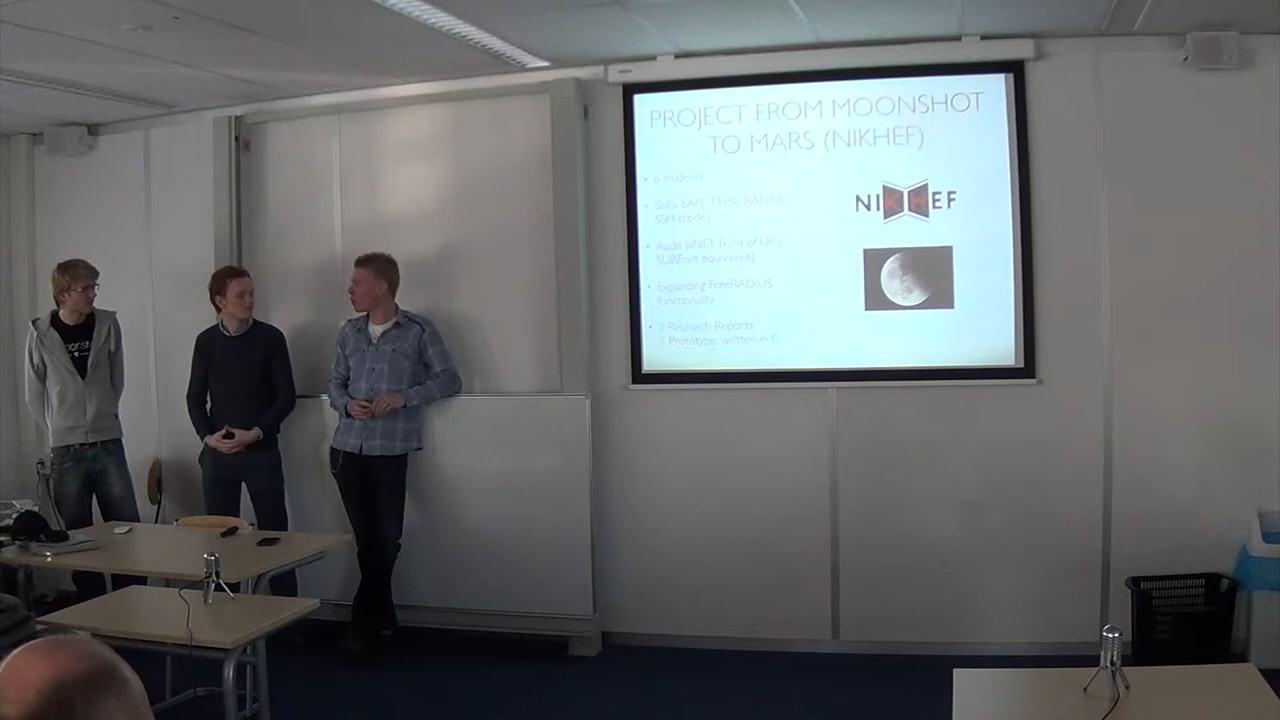 PROJECT FROM MOONSHOT
TO MARS (NIKHEF)
• 6 students
• Skills: EAP( TTLS), RADIUS,
SSH (code)
• Audit JaNET (kind of UK's
SURFnet equivalent)
• Expanding FreeRADIUS
functionality
• 2 Research Reports
1 Prototype, written in C
NIKHEF